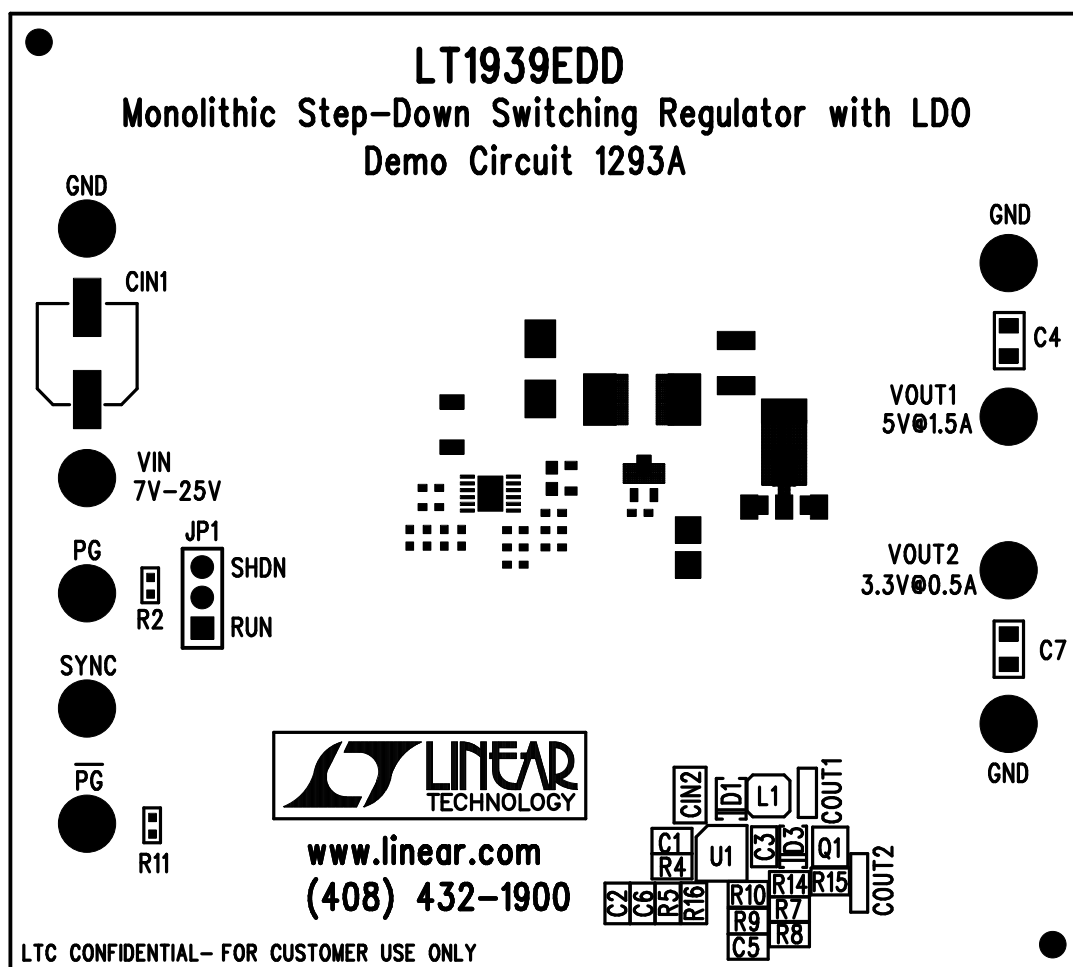 LT1939EDD
Monolithic Step-Down Switching Regulator with LDO
Demo Circuit 1293A
GND
GND
CIN1
C4
VOUT1
5V@1.5A
VIN
7V-25V
JP1
PG
SHDN
RUN
R2
VOUT2
3.3V@0.5A
C7
SYNC
GND
P̅G̅
R11
LINEAR
TECHNOLOGY
www.linear.com
(408) 432-1900
CIN2
D1
L1
COUT1
C1
R4
U1
C3
D3
Q1
COUT2
C2
C6
R5
R16
R10
R14
R15
R9
R7
C5
R8
LTC CONFIDENTIAL- FOR CUSTOMER USE ONLY